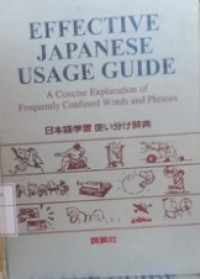 EFFECTIVE
JAPANESE
USAGE GUIDE
A Concise Explanation of
Frequently Confused Words and Phrases
日本語学習 使い分け辞典
講談社